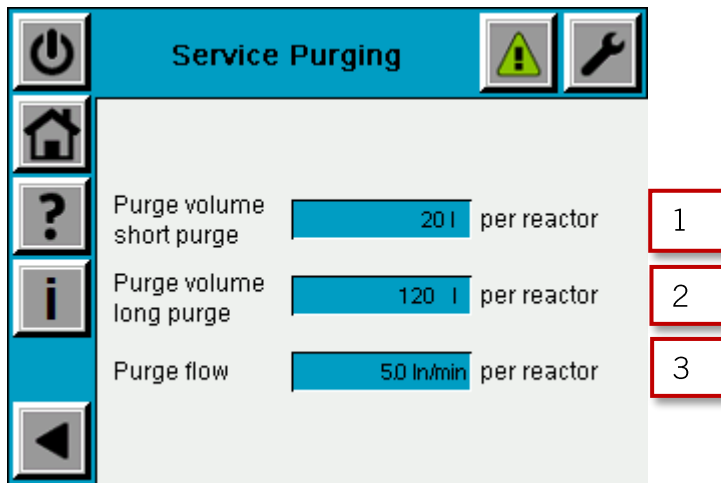 Service Purging
Purge volume
short purge
20 l
per reactor
1
Purge volume
long purge
120 l
per reactor
2
Purge flow
5.0 ln/min
per reactor
3
?
i